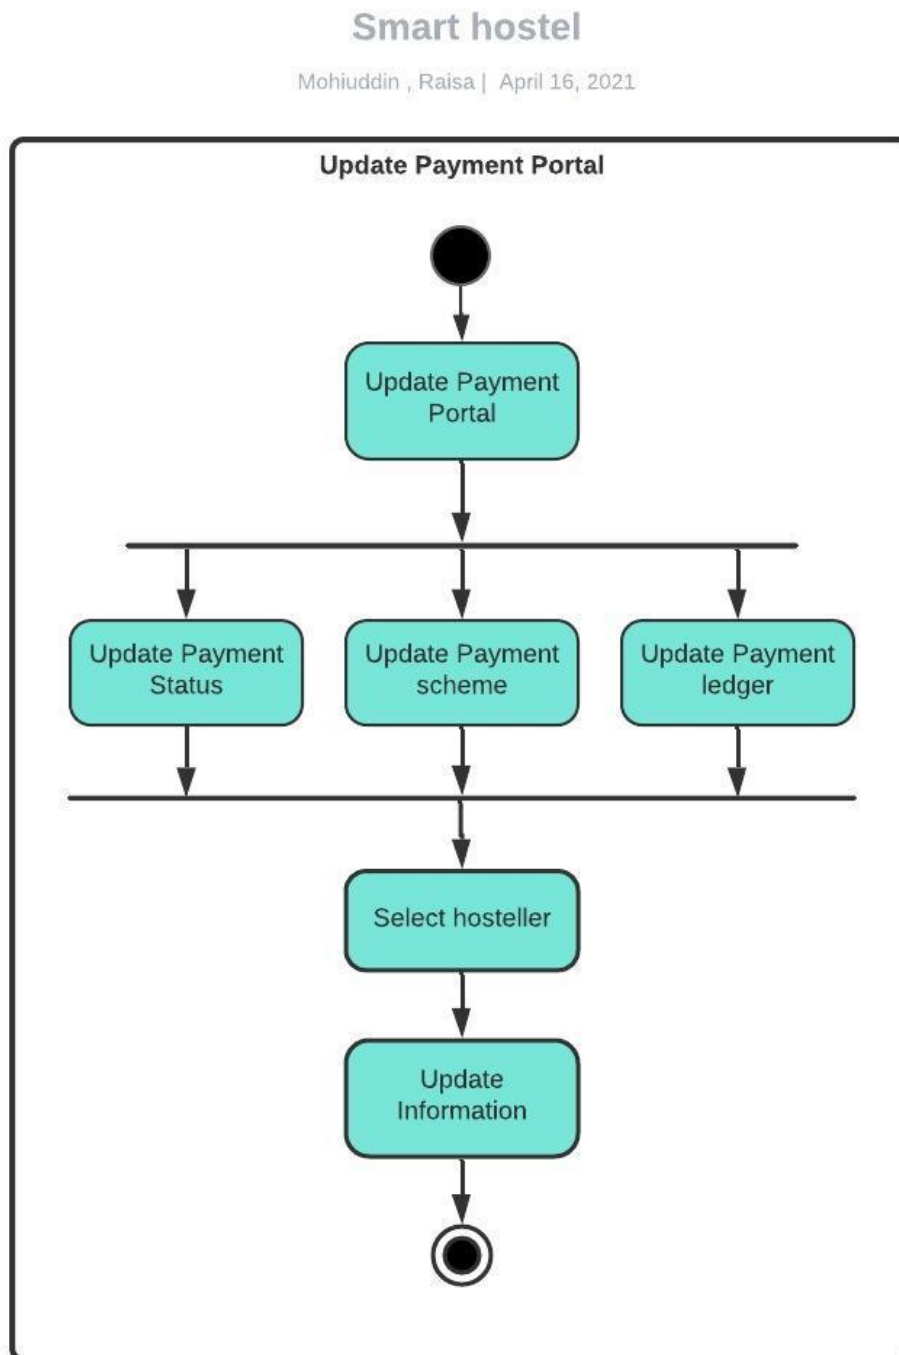 Smart hostel
Mohiuddin , Raisa | April 16, 2021
Update Payment Portal
Update Payment
Portal
Update Payment
Status
Update Payment
scheme
Update Payment
ledger
Select hosteller
Update
Information